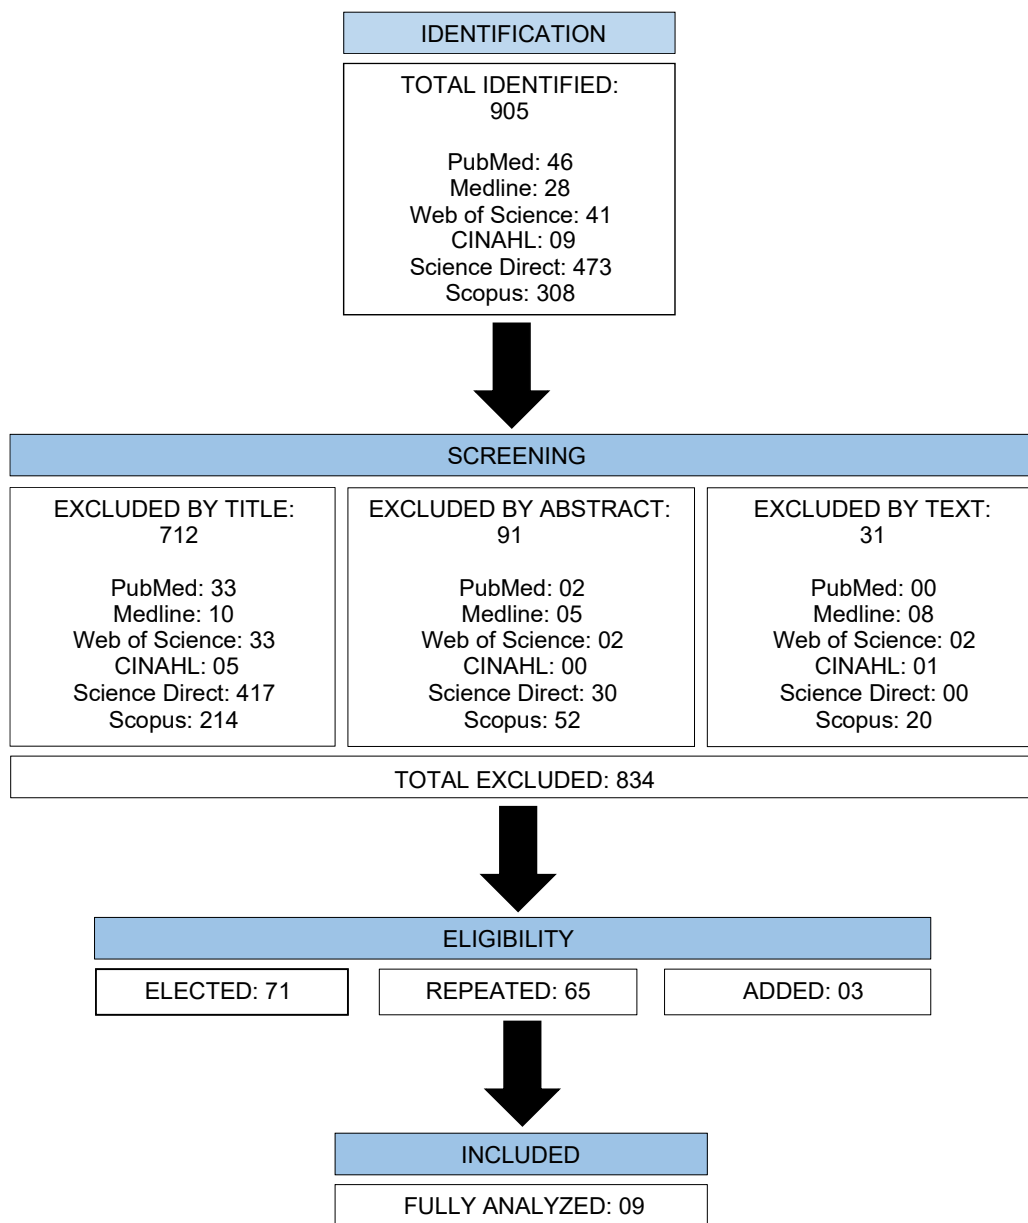 IDENTIFICATION
TOTAL IDENTIFIED:
905
PubMed: 46
Medline: 28
Web of Science: 41
CINAHL: 09
Science Direct: 473
Scopus: 308
SCREENING
EXCLUDED BY TITLE:
712
PubMed: 33
Medline: 10
Web of Science: 33
CINAHL: 05
Science Direct: 417
Scopus: 214
EXCLUDED BY ABSTRACT:
91
PubMed: 02
Medline: 05
Web of Science: 02
CINAHL: 00
Science Direct: 30
Scopus: 52
EXCLUDED BY TEXT:
31
PubMed: 00
Medline: 08
Web of Science: 02
CINAHL: 01
Science Direct: 00
Scopus: 20
TOTAL EXCLUDED: 834
ELIGIBILITY
ELECTED: 71
REPEATED: 65
ADDED: 03
INCLUDED
FULLY ANALYZED: 09